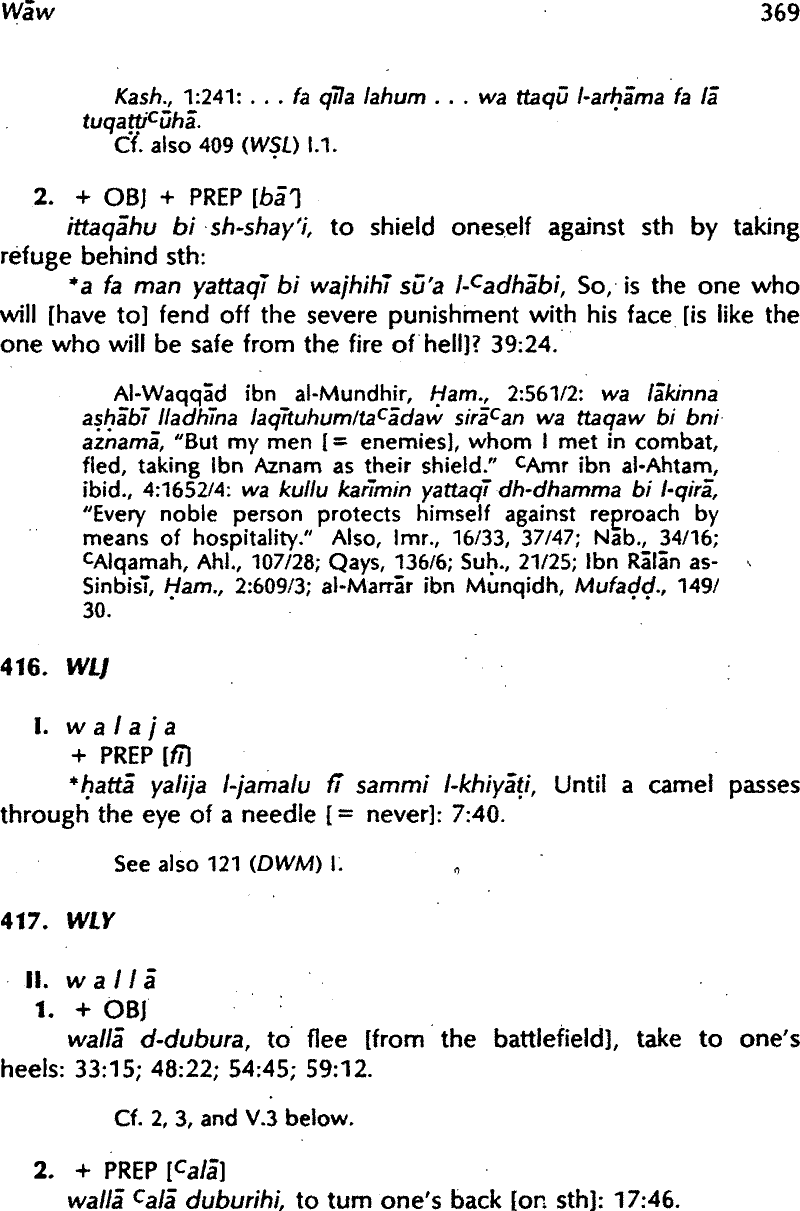 Wāw 369
Kash., 1:241: . . . fa qīla lahum . . . wa ttaqū l-arḥāma fa lā
tuqaṭṭiᶜūhā.
Cf. also 409 (WṢL) I.1.
2. + OBJ + PREP [bā']
ittaqāhu bi sh-shay'i, to shield oneself against sth by taking
refuge behind sth:
*a fa man yattaqī bi wajhihī sū'a l-ᶜadhābi, So, is the one who
will [have to] fend off the severe punishment with his face [is like the
one who will be safe from the fire of hell]? 39:24.
Al-Waqqād ibn al-Mundhir, Ḥam., 2:561/2: wa lākinna
aṣḥābī lladhīna laqītuhum/taᶜādaw sirāᶜan wa ttaqaw bi bni
aznamā, "But my men [= enemies], whom I met in combat,
fled, taking Ibn Aznam as their shield." ᶜAmr ibn al-Ahtam,
ibid., 4:1652/4: wa kullu karīmin yattaqī dh-dhamma bi l-qirā,
"Every noble person protects himself against reproach by
means of hospitality." Also, Imr., 16/33, 37/47; Nāb., 34/16;
ᶜAlqamah, Ahl., 107/28; Qays, 136/6; Suḥ., 21/25; Ibn Rālān as-
Sinbisī, Ḥam., 2:609/3; al-Marrār ibn Munqidh, Mufaḍḍ., 149/
30.
416. WLJ
I. w a l a j a
+ PREP [fī]
*ḥattā yalija l-jamalu fī sammi l-khiyāṭi, Until a camel passes
through the eye of a needle [= never]: 7:40.
See also 121 (DWM) I.
417. WLY
II. w a l l ā
1. + OBJ
wallā d-dubura, to flee [from the battlefield], take to one's
heels: 33:15; 48:22; 54:45; 59:12.
Cf. 2, 3, and V.3 below.
2. + PREP [ᶜalā]
wallā ᶜalā duburihi, to turn one's back [on sth]: 17:46.